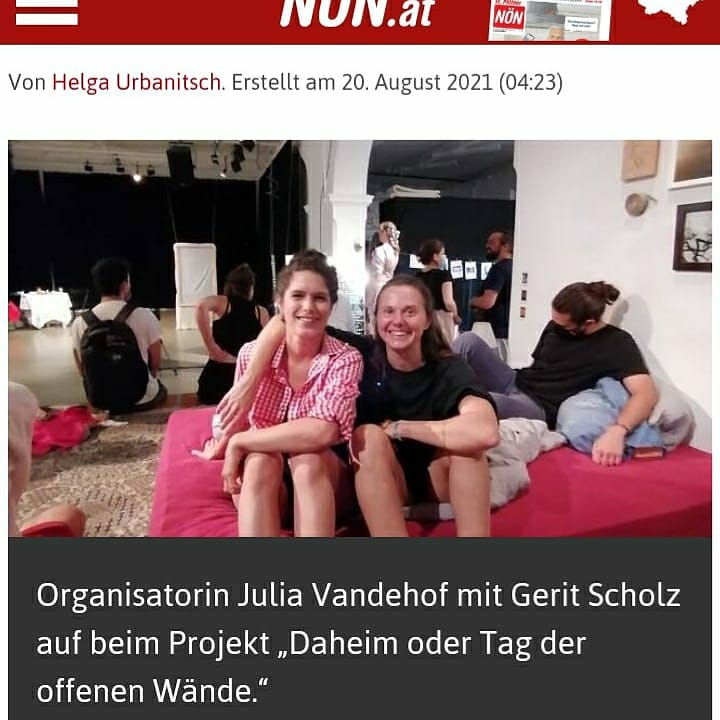 NÖN.at
NÖN
Von Helga Urbanitsch. Erstellt am 20. August 2021 (04:23)
Organisatorin Julia Vandehof mit Gerit Scholz
auf beim Projekt „Daheim oder Tag der
offenen Wände.“